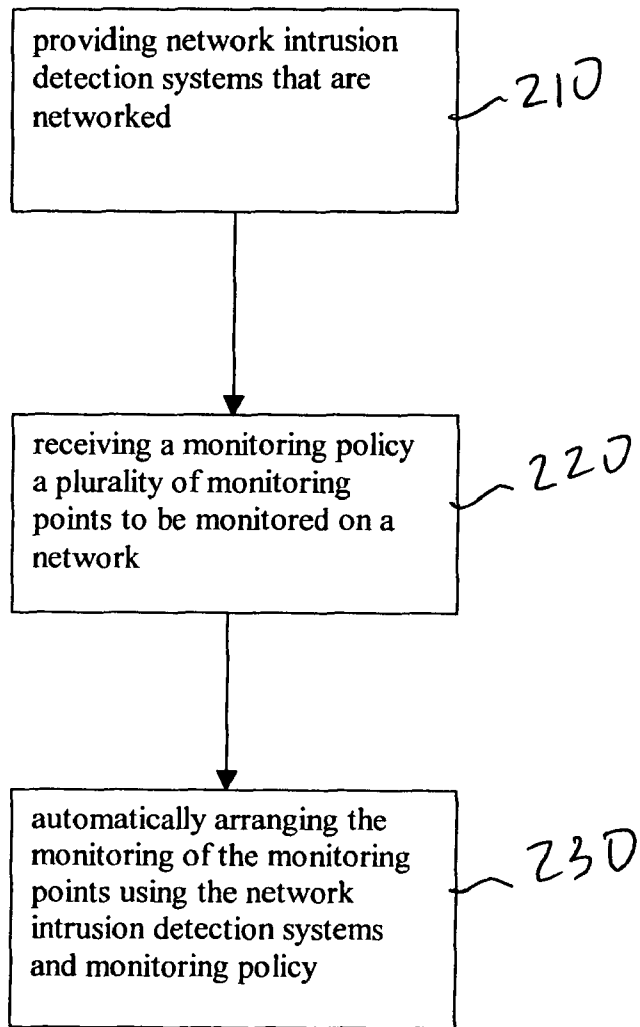 providing network intrusion
detection systems that are
networked
210
receiving a monitoring policy
a plurality of monitoring
points to be monitored on a
network
220
automatically arranging the
monitoring of the monitoring
points using the network
intrusion detection systems
and monitoring policy
230